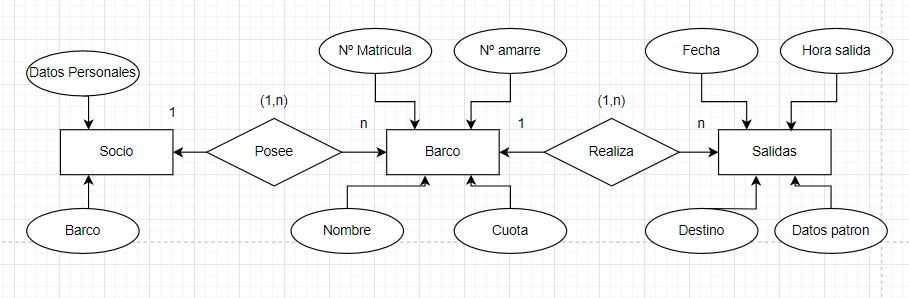 Nº Matricula
Nº amarre
Fecha
Hora salida
Datos Personales
(1,n)
(1,n)
1
n
1
n
Socio
Posee
Barco
Realiza
Salidas
Barco
Nombre
Cuota
Destino
Datos patron